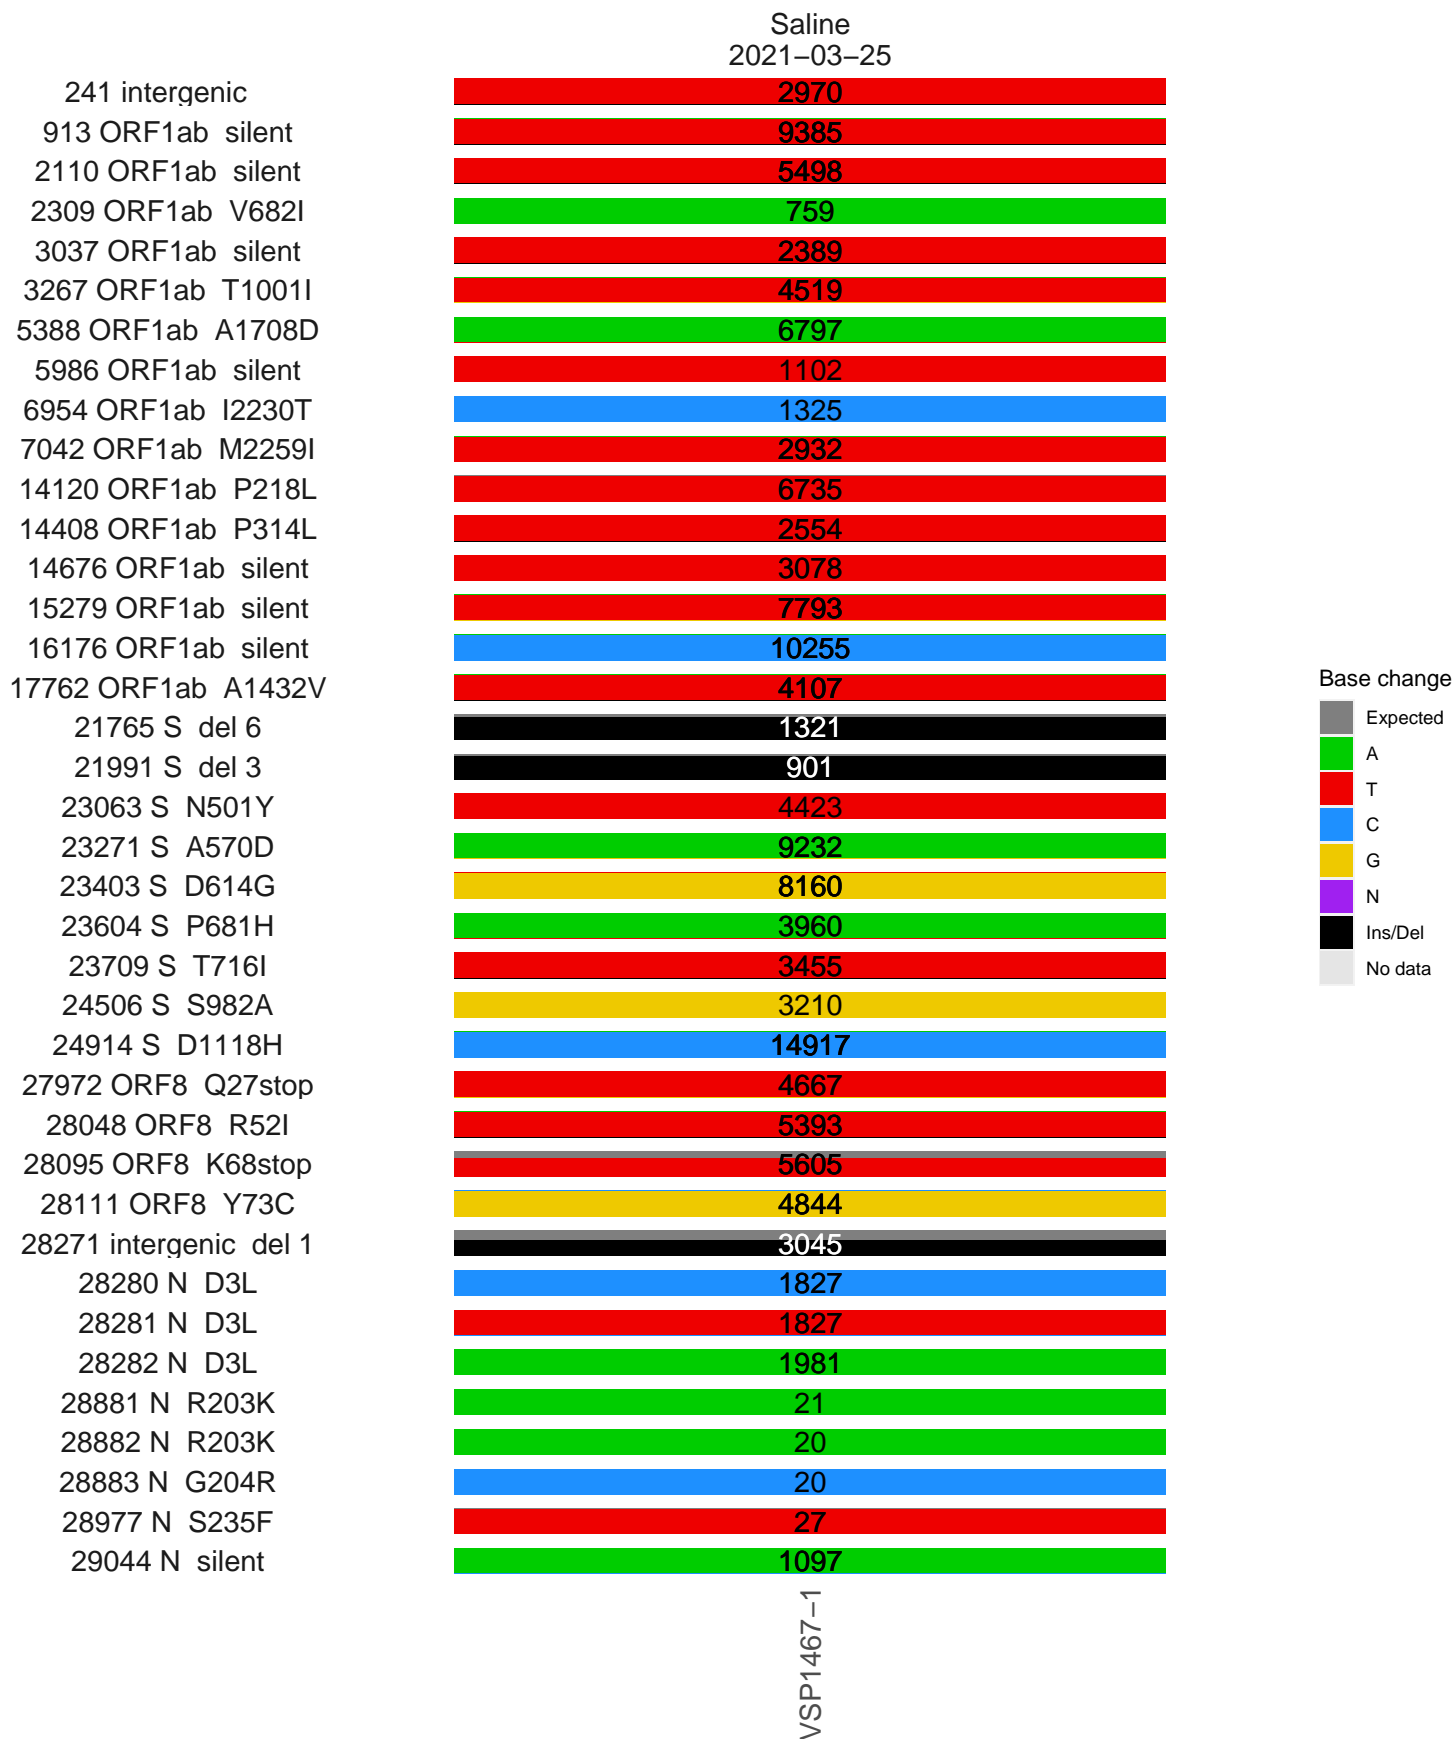 Saline
2021−03−25
241 intergenic 2970
913 ORF1ab silent 9385
2110 ORF1ab silent 5498
2309 ORF1ab V682I 759
3037 ORF1ab silent 2389
3267 ORF1ab T1001I 4519
5388 ORF1ab A1708D 6797
5986 ORF1ab silent 1102
6954 ORF1ab I2230T 1325
7042 ORF1ab M2259I 2932
14120 ORF1ab P218L 6735
14408 ORF1ab P314L 2554
14676 ORF1ab silent 3078
15279 ORF1ab silent 7793
16176 ORF1ab silent 10255
17762 ORF1ab A1432V 4107
21765 S del 6 1321
21991 S del 3 901
23063 S N501Y 4423
23271 S A570D 9232
23403 S D614G 8160
23604 S P681H 3960
23709 S T716I 3455
24506 S S982A 3210
24914 S D1118H 14917
27972 ORF8 Q27stop 4667
28048 ORF8 R52I 5393
28095 ORF8 K68stop 5605
28111 ORF8 Y73C 4844
28271 intergenic del 1 3045
28280 N D3L 1827
28281 N D3L 1827
28282 N D3L 1981
28881 N R203K 21
28882 N R203K 20
28883 N G204R 20
28977 N S235F 27
29044 N silent 1097
VSP1467−1
Base change
Expected
A
T
C
G
N
Ins/Del
No data